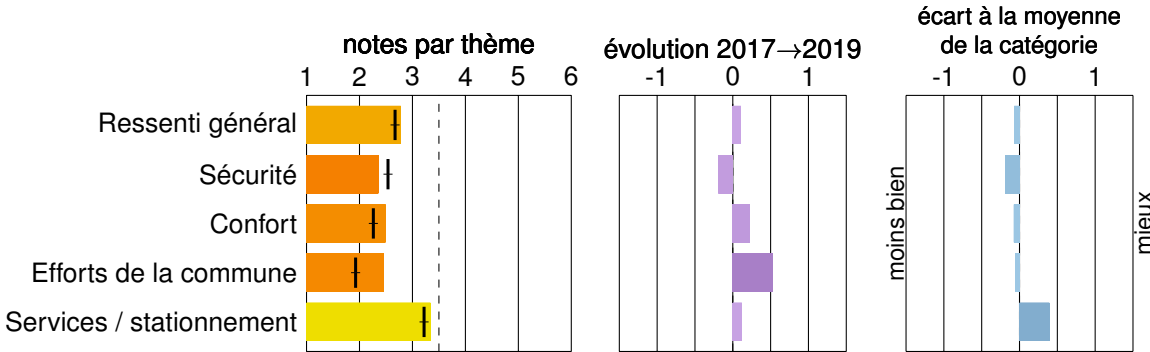 notes par thème
1 2 3 4 5 6
évolution 2017→2019
-1 0 1
écart à la moyenne
de la catégorie
-1 0 1
Ressenti général
Sécurité
Confort
Efforts de la commune
Services / stationnement
moins bien
mieux